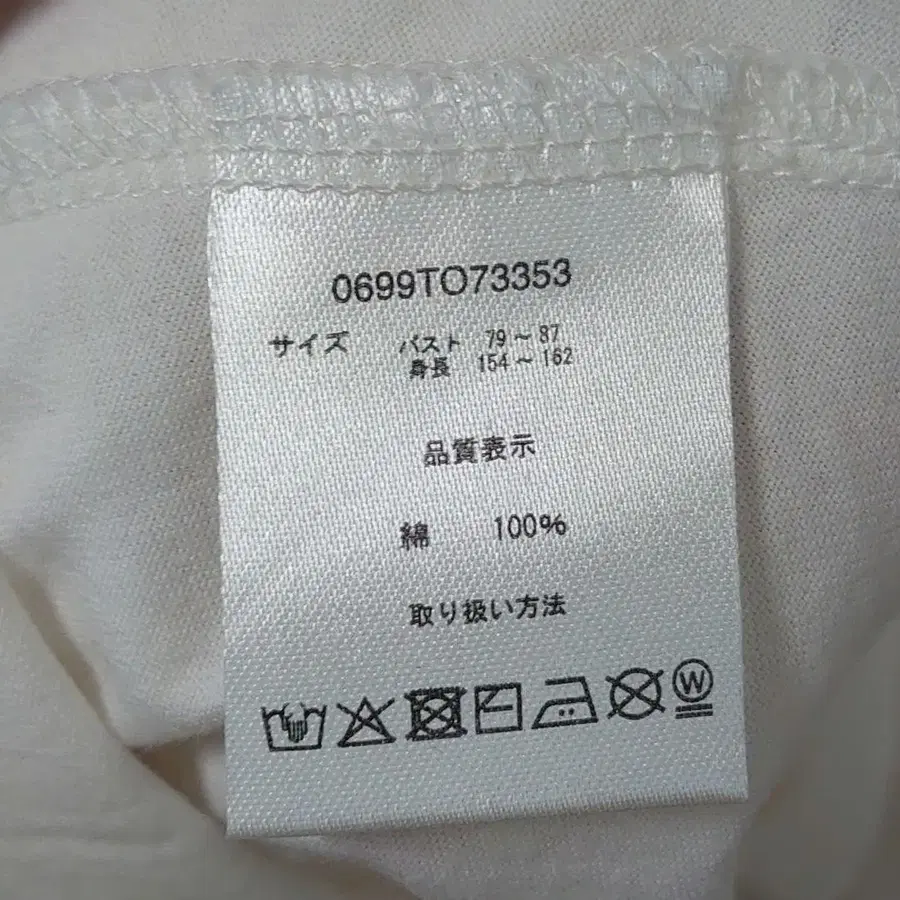 0699TO73353
サイズ バスト 79～87
身長 154～162
品質表示
綿 100%
取り扱い方法
W